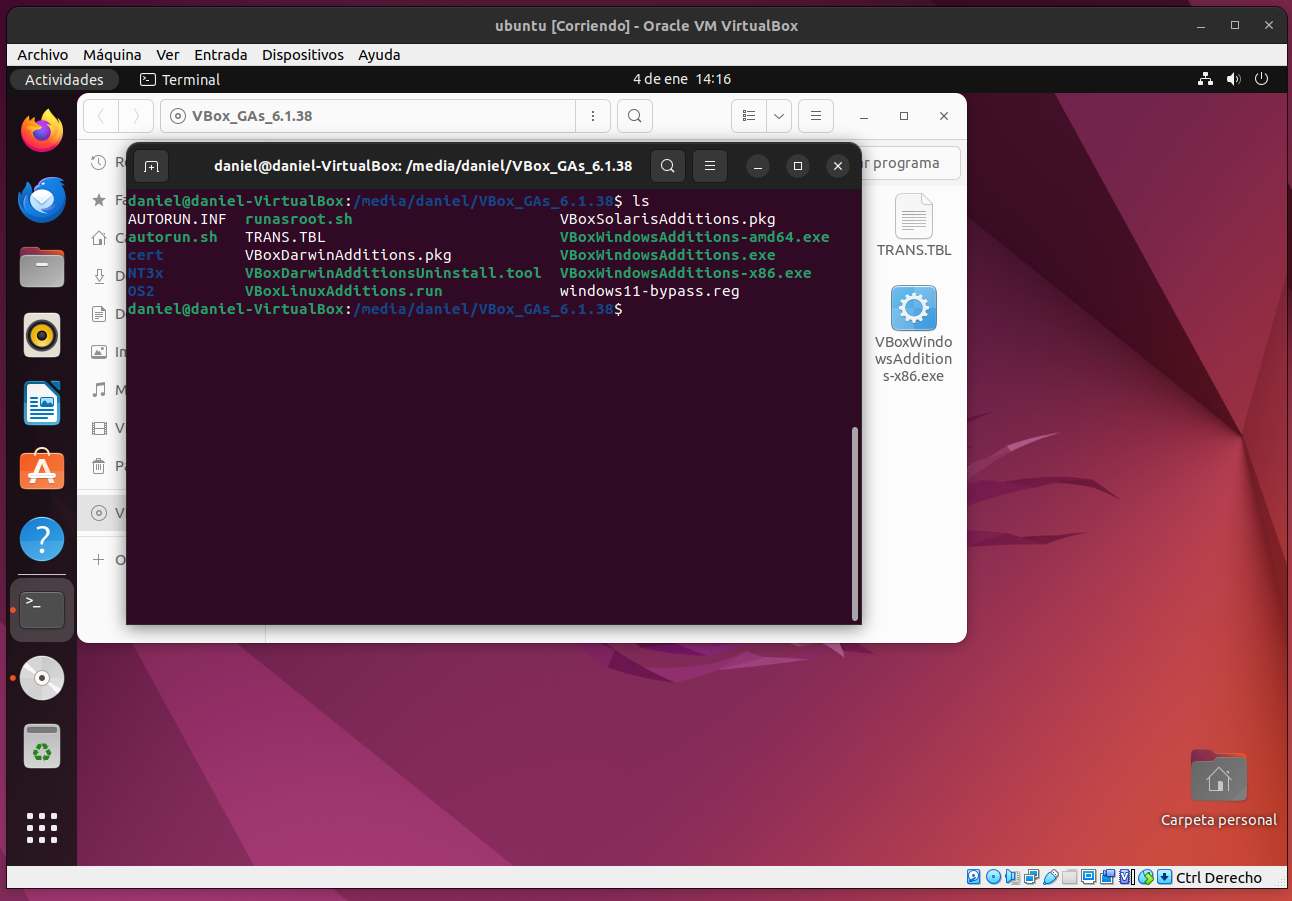 ubuntu [Corriendo] - Oracle VM VirtualBox
Archivo Máquina Ver Entrada Dispositivos Ayuda
Actividades Terminal 4 de ene 14:16
VBox_GAs_6.1.38
daniel@daniel-VirtualBox: /media/daniel/VBox_GAs_6.1.38
programa
daniel@daniel-VirtualBox:/media/daniel/VBox_GAs_6.1.38$ ls
AUTORUN.INF runasroot.sh VBoxSolarisAdditions.pkg
autorun.sh TRANS.TBL VBoxWindowsAdditions-amd64.exe
cert VBoxDarwinAdditions.pkg VBoxWindowsAdditions.exe
NT3x VBoxDarwinAdditionsUninstall.tool VBoxWindowsAdditions-x86.exe
OS2 VBoxLinuxAdditions.run windows11-bypass.reg
daniel@daniel-VirtualBox:/media/daniel/VBox_GAs_6.1.38$
TRANS.TBL
VBoxWindo
wsAddition
s-x86.exe
Carpeta personal
Ctrl Derecho